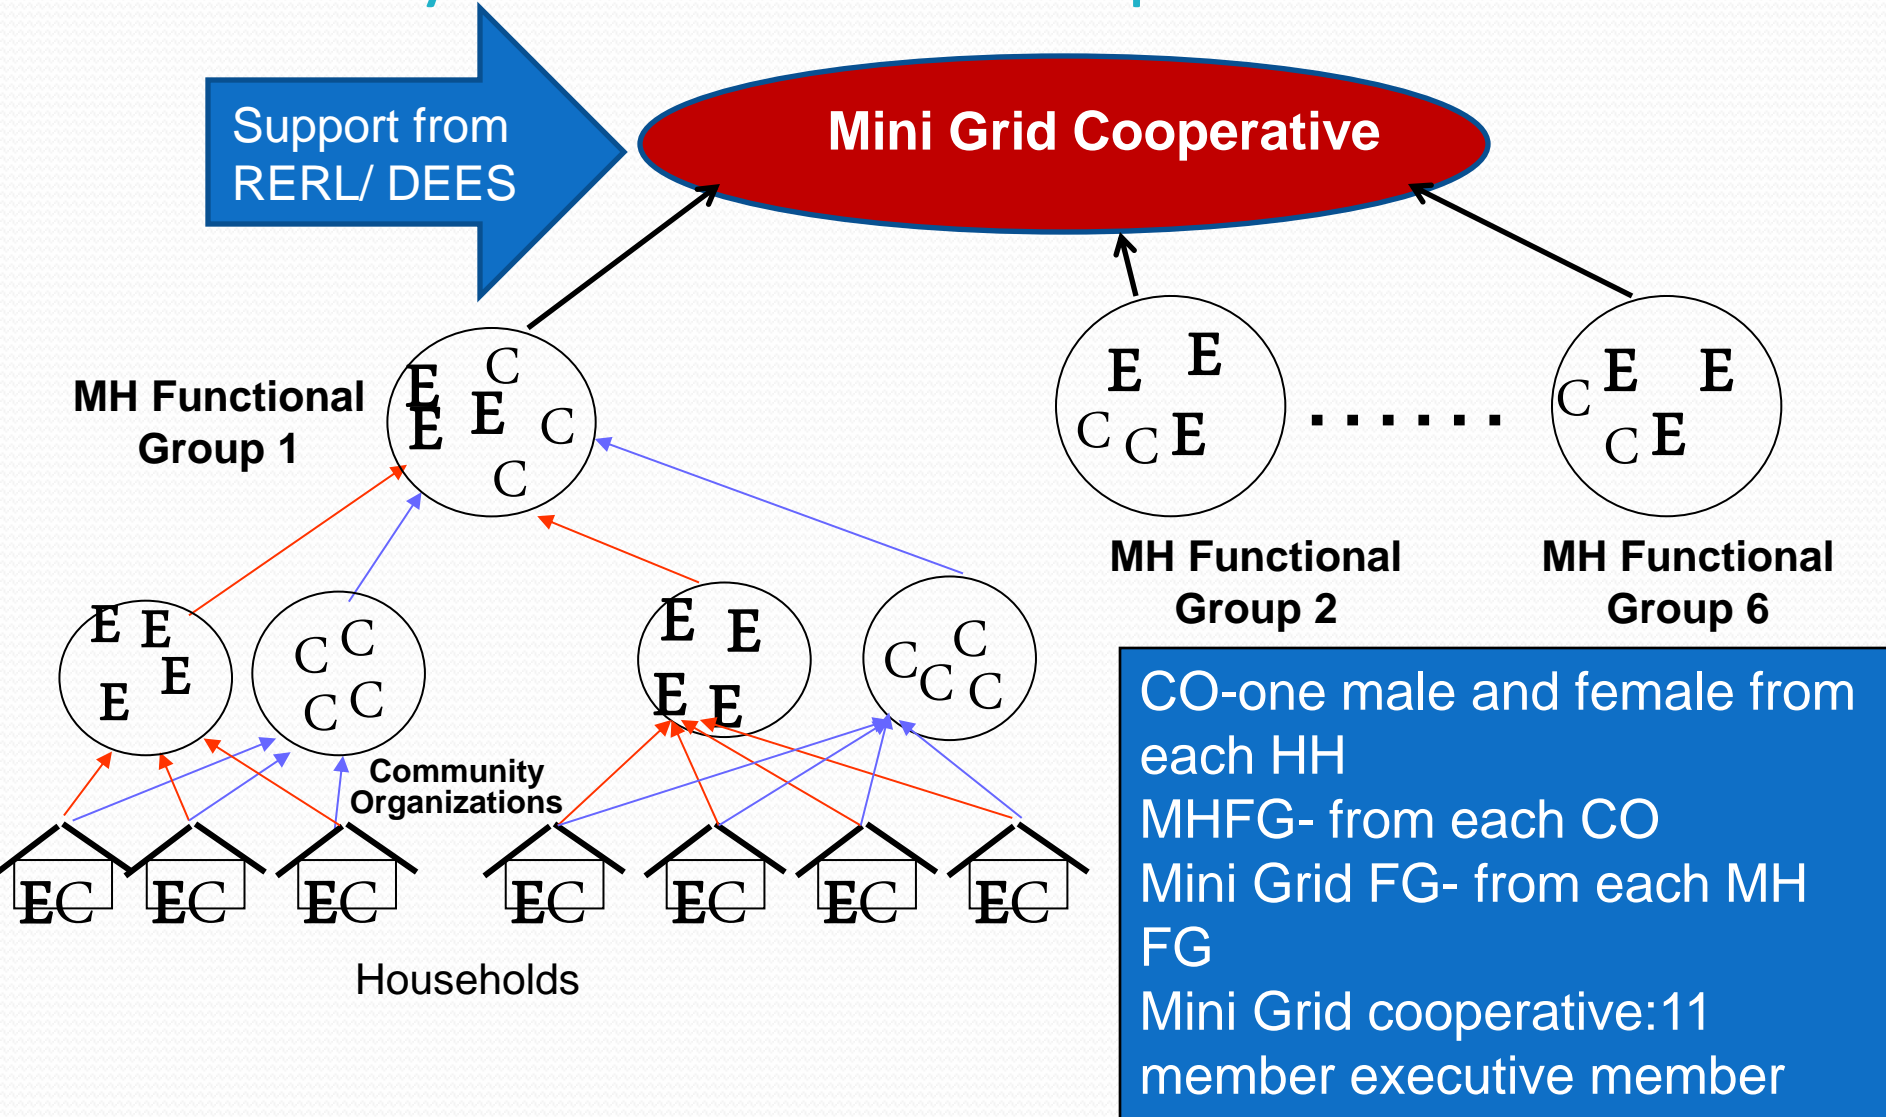 Support from
RERL/ DEES
Mini Grid Cooperative
MH Functional
Group 1
E
C
E
E
E
C
C
E
E
C
C
E
C
E
E
C
E
MH Functional
Group 2
MH Functional
Group 6
E
E
E
E
C
C
C
C
E
E
E
E
C
C
C
C
Community
Organizations
EC
EC
EC
EC
EC
EC
EC
Households
CO-one male and female from
each HH
MHFG- from each CO
Mini Grid FG- from each MH
FG
Mini Grid cooperative:11
member executive member